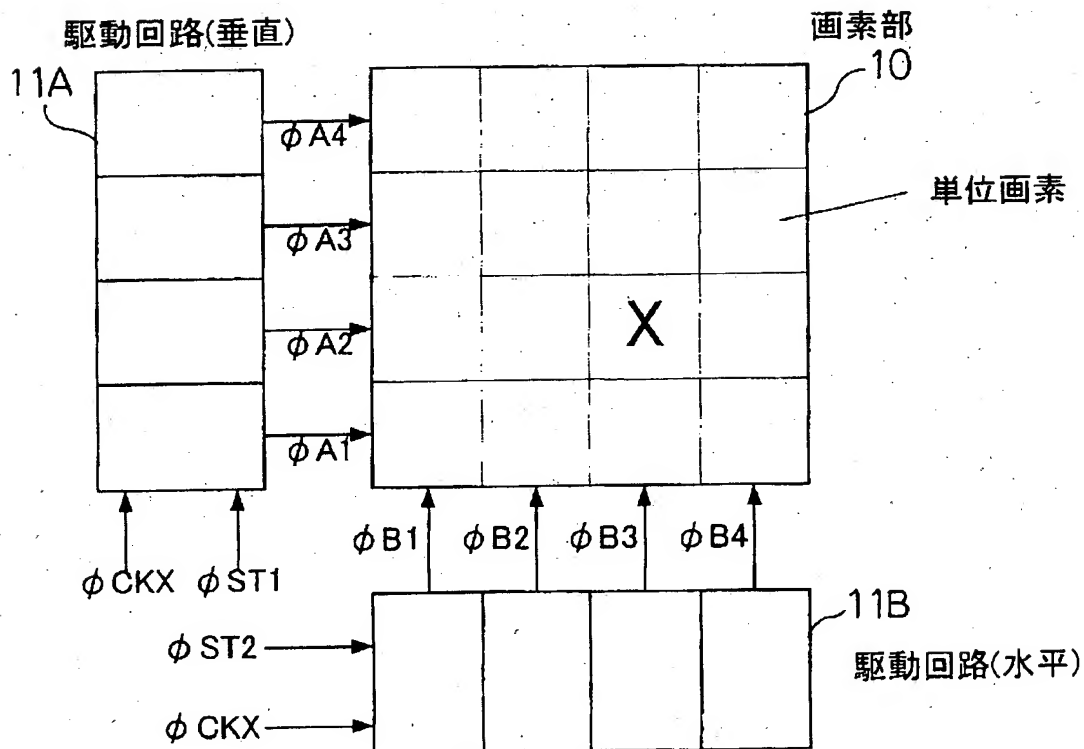 駆動回路(垂直)
画素部
11A
10
φA4
単位画素
φA3
X
φA2
φA1
φB1
φB2
φB3
φB4
φCKX
φST1
11B
φST2
駆動回路(水平)
φCKX